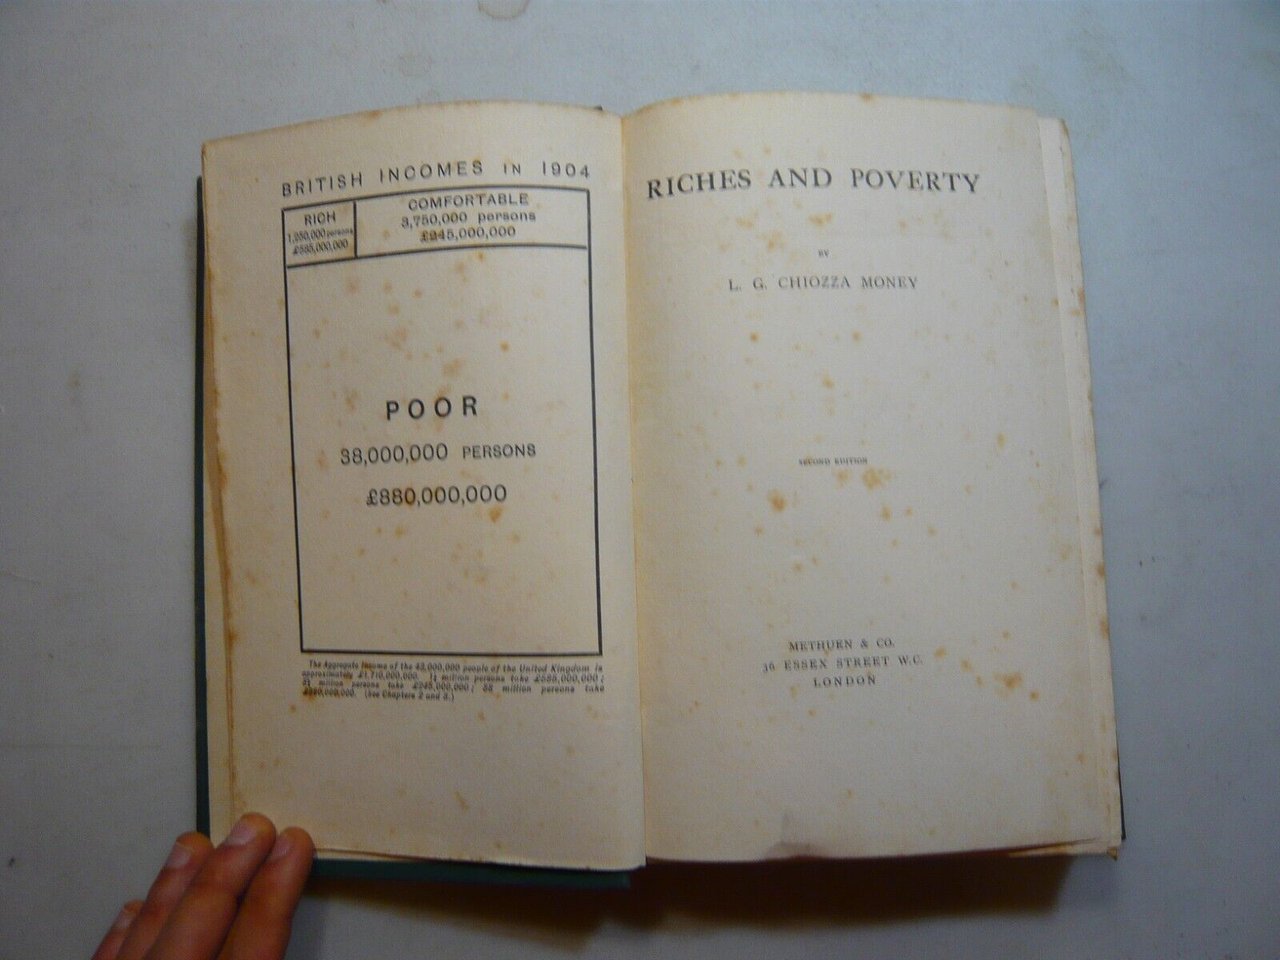 BRITISH INCOMES IN 1904
RICH
1,250,000 persons
£585,000,000
COMFORTABLE
3,750,000 persons
£245,000,000
POOR
38,000,000 PERSONS
£880,000,000
The Aggregate Income of the 43,000,000 people of the United Kingdom is
approximately £1,710,000,000. 1¼ million persons take £585,000,000;
3¾ million persons take £245,000,000; 38 million persons take
£880,000,000. (See Chapters 2 and 3.)
RICHES AND POVERTY
BY
L. G. CHIOZZA MONEY
SECOND EDITION
METHUEN & CO.
36 ESSEX STREET W.C.
LONDON